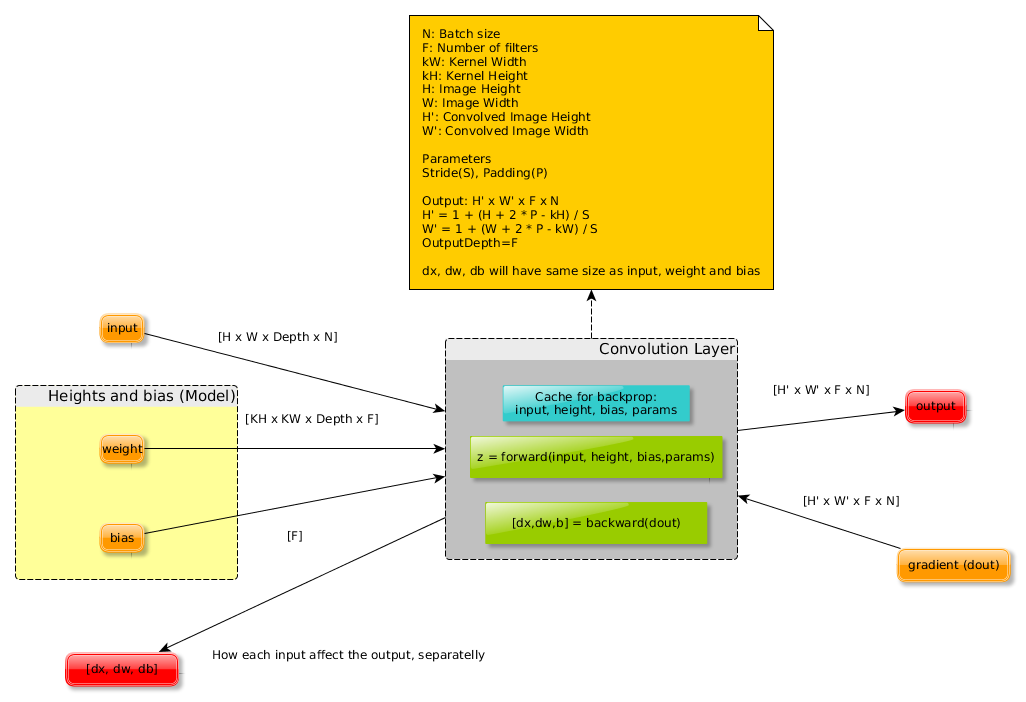 N: Batch size
F: Number of filters
kW: Kernel Width
kH: Kernel Height
H: Image Height
W: Image Width
H': Convolved Image Height
W': Convolved Image Width
Parameters
Stride(S), Padding(P)
Output: H' x W' x F x N
H' = 1 + (H + 2 * P - kH) / S
W' = 1 + (W + 2 * P - kW) / S
OutputDepth=F
dx, dw, db will have same size as input, weight and bias
input
[H x W x Depth x N]
Heights and bias (Model)
[KH x KW x Depth x F]
weight
bias
[F]
Convolution Layer
Cache for backprop:
input, height, bias, params
z = forward(input, height, bias,params)
[dx,dw,b] = backward(dout)
[H' x W' x F x N]
output
[H' x W' x F x N]
gradient (dout)
[dx, dw, db]
How each input affect the output, separatelly